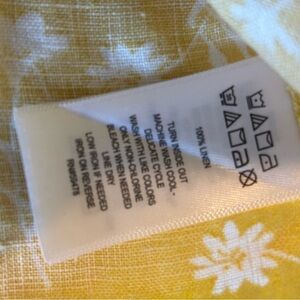 100% LINEN
TURN INSIDE OUT
MACHINE WASH COOL -
DELICATE CYCLE
WASH WITH LIKE COLORS
ONLY NON-CHLORINE
BLEACH WHEN NEEDED
LINE DRY
LOW IRON IF NEEDED
IRON ON REVERSE